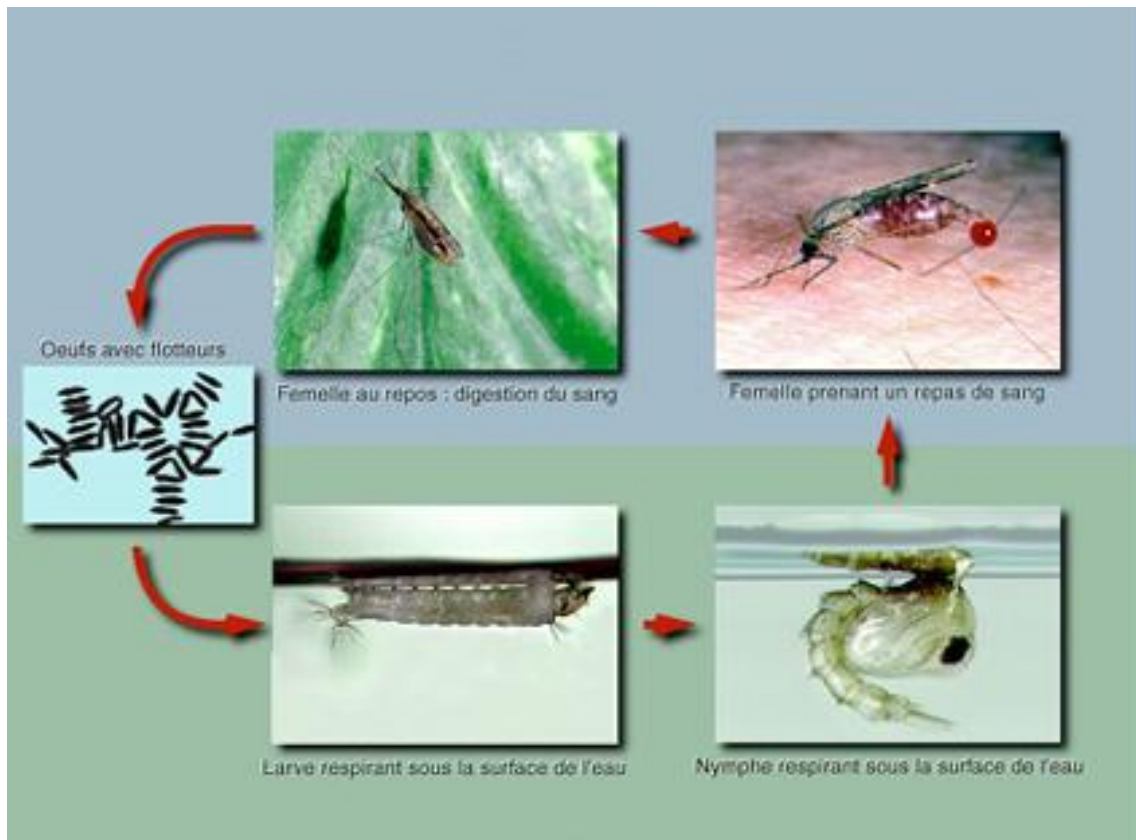 Femelle au repos : digestion du sang
Femelle prenant un repas de sang
Oeufs avec flotteurs
Larve respirant sous la surface de l'eau
Nymphe respirant sous la surface de l'eau